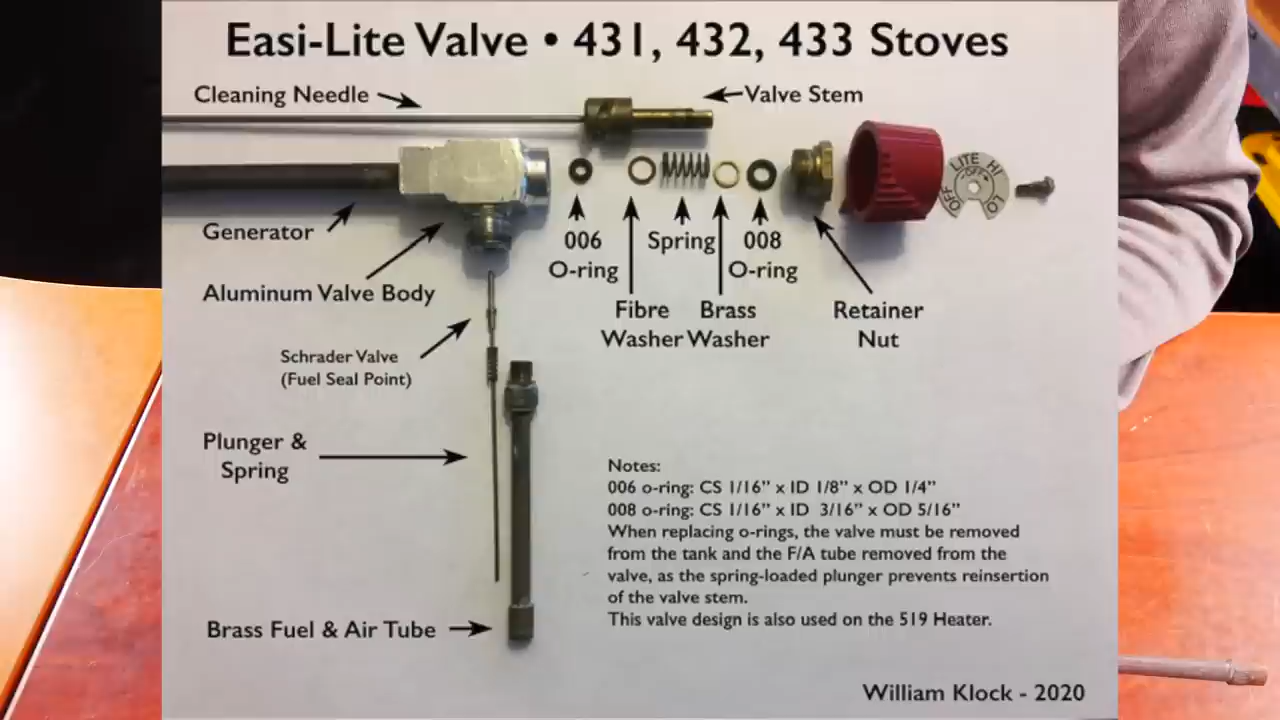 Easi-Lite Valve • 431, 432, 433 Stoves
Cleaning Needle
Valve Stem
LITE HI
OFF
OFF
LO
Generator
006
O-ring
Spring
008
O-ring
Aluminum Valve Body
Fibre
Washer
Brass
Washer
Retainer
Nut
Schrader Valve
(Fuel Seal Point)
Plunger &
Spring
Notes:
006 o-ring: CS 1/16” x ID 1/8” x OD 1/4”
008 o-ring: CS 1/16” x ID 3/16” x OD 5/16”
When replacing o-rings, the valve must be removed
from the tank and the F/A tube removed from the
valve, as the spring-loaded plunger prevents reinsertion
of the valve stem.
This valve design is also used on the 519 Heater.
Brass Fuel & Air Tube
William Klock - 2020